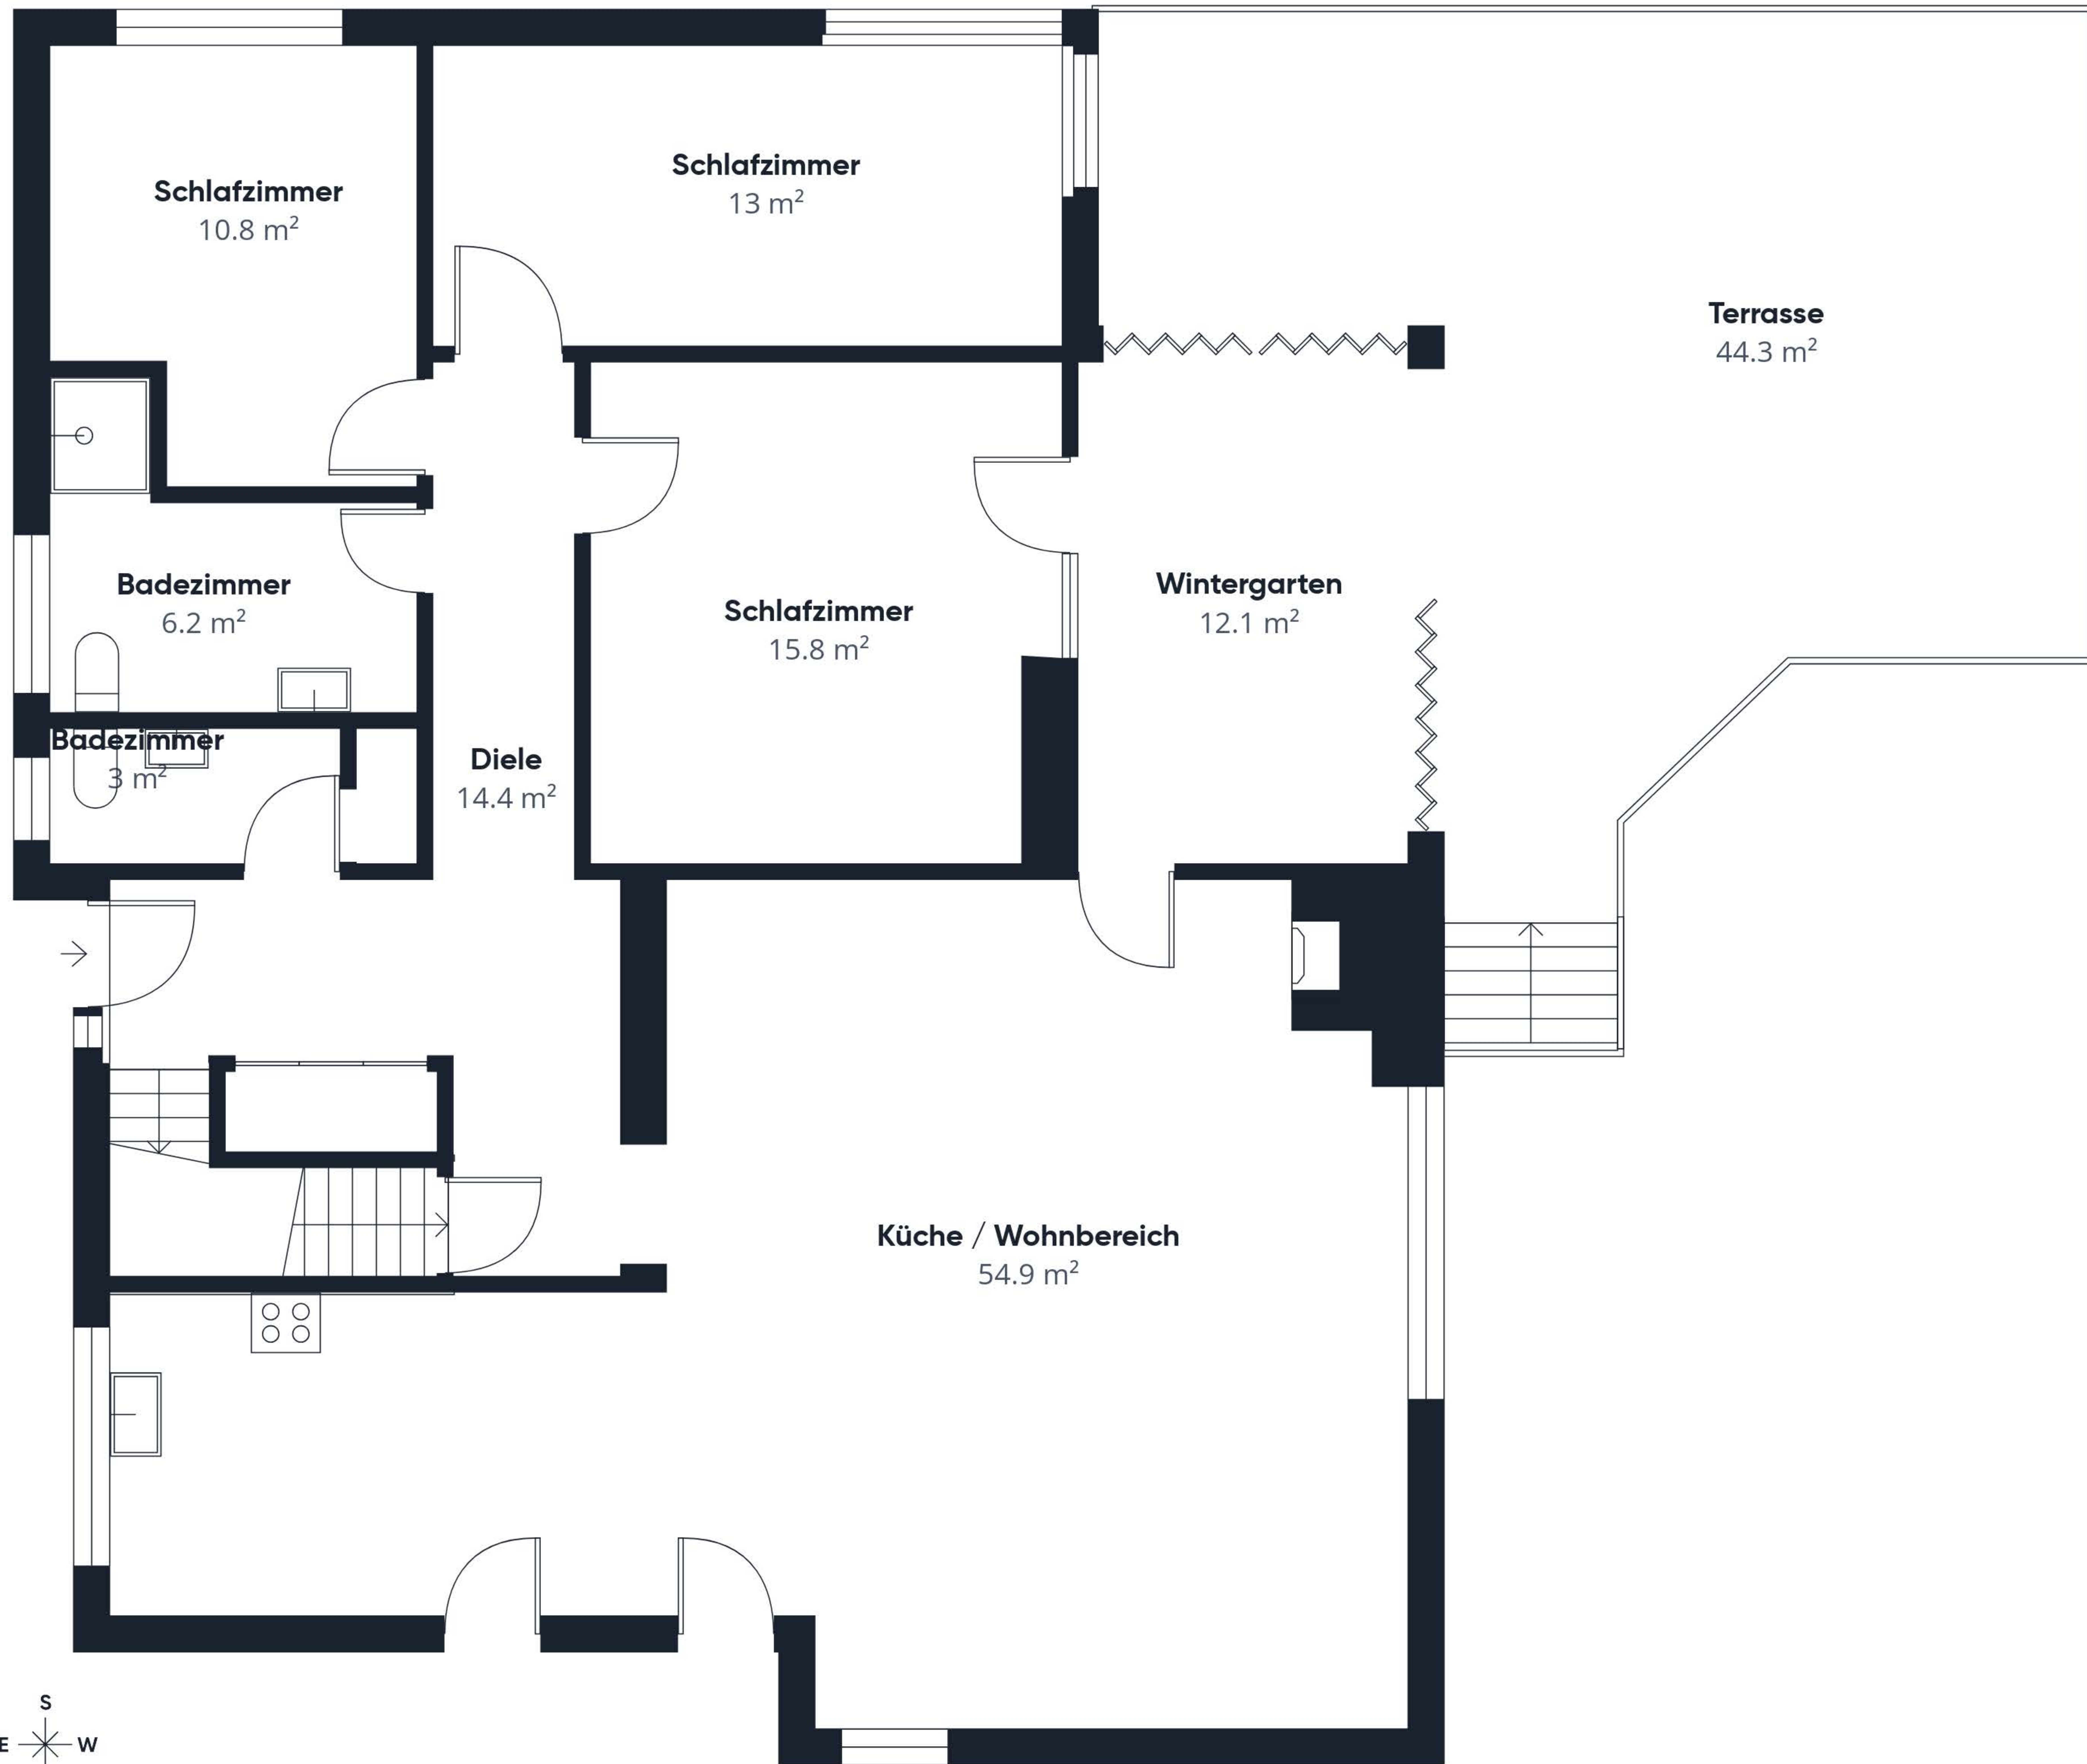 Schlafzimmer
10.8 m²
Schlafzimmer
13 m²
Terrasse
44.3 m²
Badezimmer
6.2 m²
Schlafzimmer
15.8 m²
Wintergarten
12.1 m²
Badezimmer
3 m²
Diele
14.4 m²
Küche / Wohnbereich
54.9 m²
S
E W